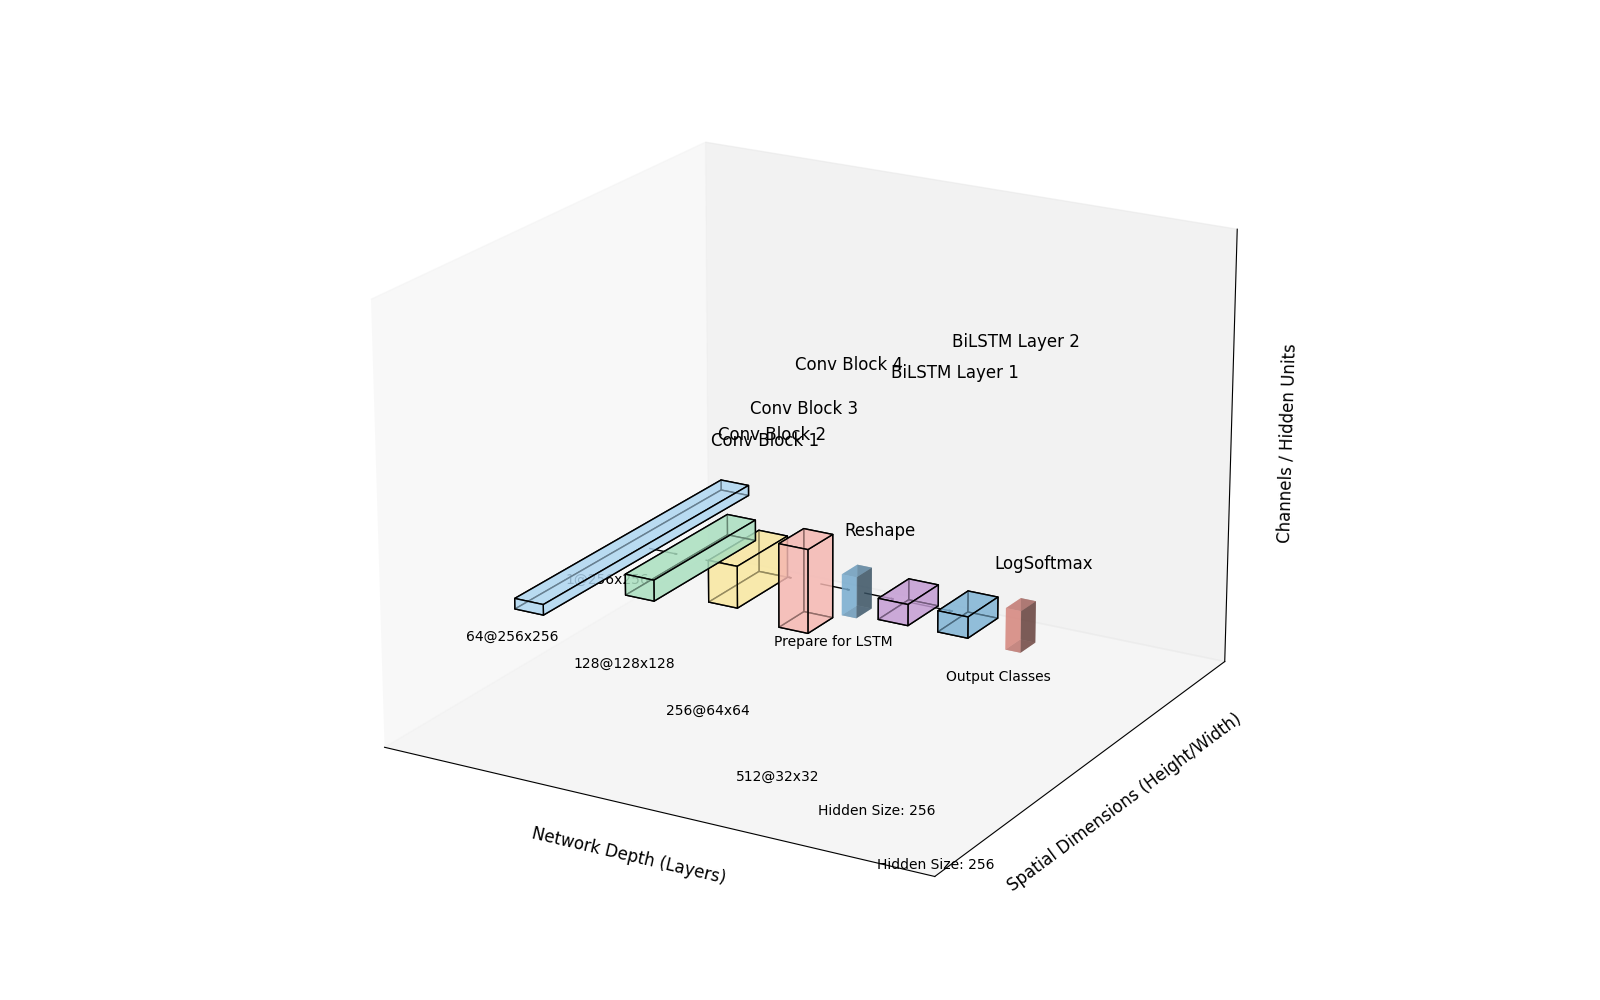 BiLSTM Layer 2
Conv Block 4
BiLSTM Layer 1
Conv Block 3
Conv Block 2
Conv Block 1
Reshape
LogSoftmax
1@256x256
64@256x256
Prepare for LSTM
128@128x128
Output Classes
256@64x64
512@32x32
Hidden Size: 256
Hidden Size: 256
Network Depth (Layers)
Spatial Dimensions (Height/Width)
Channels / Hidden Units